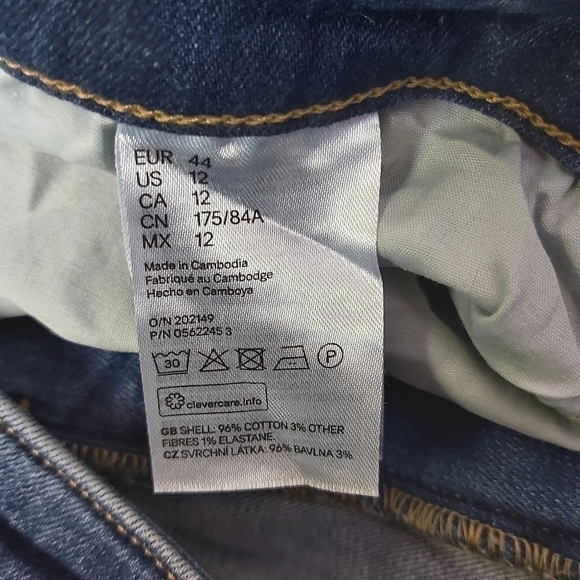 EUR 44
US 12
CA 12
CN 175/84A
MX 12
Made in Cambodia
Fabriqué au Cambodge
Hecho en Camboya
O/N 202149
P/N 0562245 3
30 P
clevercare.info
GB SHELL: 96% COTTON 3% OTHER
FIBRES 1% ELASTANE.
CZ SVRCHNÍ LÁTKA: 96% BAVLNA 3%